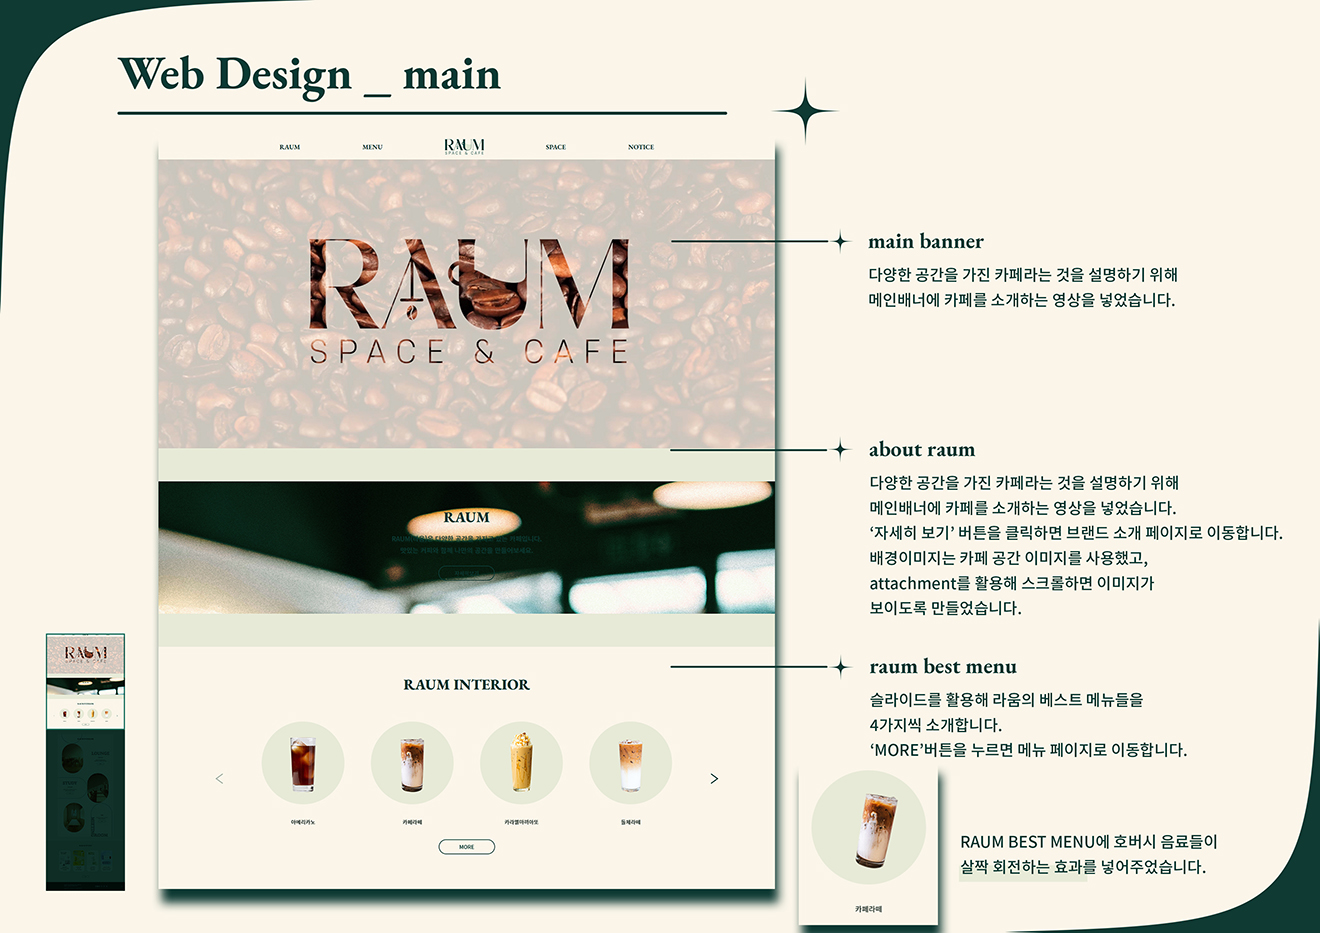 Web Design _ main
RAUM MENU RAUM SPACE & CAFE SPACE NOTICE
RAUM
SPACE & CAFE
main banner
다양한 공간을 가진 카페라는 것을 설명하기 위해
메인배너에 카페를 소개하는 영상을 넣었습니다.
about raum
다양한 공간을 가진 카페라는 것을 설명하기 위해
메인배너에 카페를 소개하는 영상을 넣었습니다.
‘자세히 보기’ 버튼을 클릭하면 브랜드 소개 페이지로 이동합니다.
배경이미지는 카페 공간 이미지를 사용했고,
attachment를 활용해 스크롤하면 이미지가
보이도록 만들었습니다.
RAUM
raum best menu
슬라이드를 활용해 라움의 베스트 메뉴들을
4가지씩 소개합니다.
‘MORE’버튼을 누르면 메뉴 페이지로 이동합니다.
RAUM INTERIOR
아메리카노 카페라떼 돌체라떼
MORE
RAUM BEST MENU에 호버시 음료들이
살짝 회전하는 효과를 넣어주었습니다.
카페라떼
RAUM